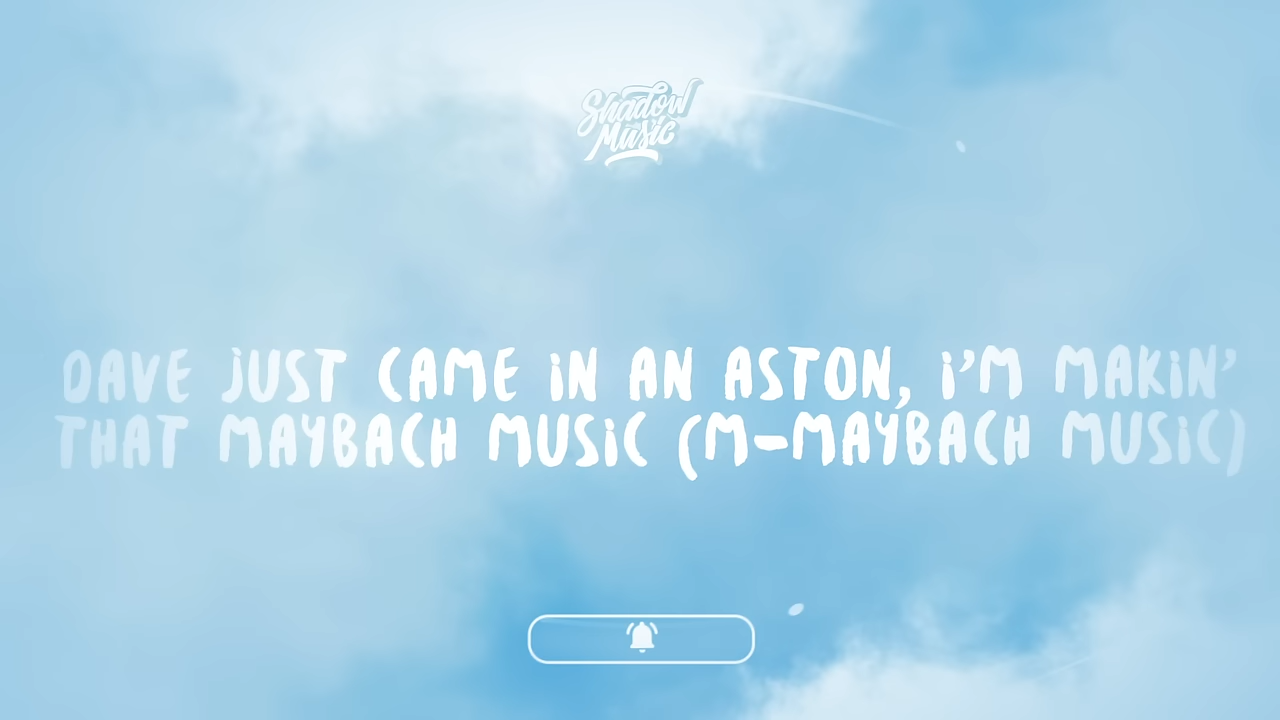 Shadow
Music
DAVE JUST CAME IN AN ASTON, I'M MAKIN'
THAT MAYBACH MUSIC (M-MAYBACH MUSIC)